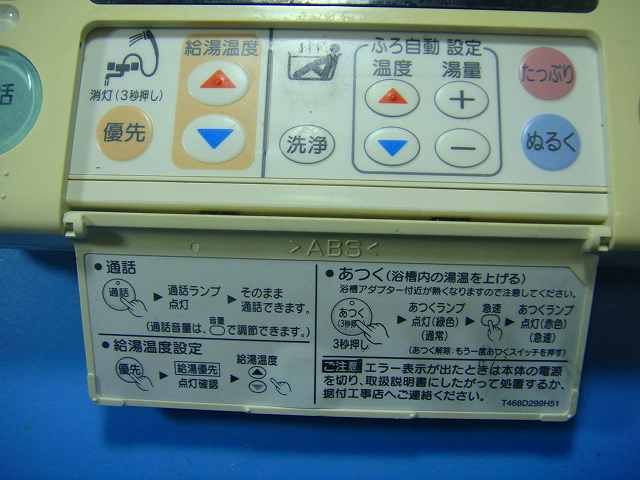 話
消灯(3秒押し)
優先
給湯温度
洗浄
ふろ自動 設定
温度 湯量
＋
－
たっぷり
ぬるく
>ABS<
●通話
通話
通話ランプ
点灯
そのまま
通話できます。
(通話音量は、音量で調節できます。)
●給湯温度設定
優先
給湯優先
点灯確認
給湯温度
●あつく(浴槽内の湯温を上げる)
浴槽アダプター付近が熱くなりますので注意してください。
あつく
(3秒押)
3秒押し
あつくランプ
点灯(緑色)
(通常)
急速
あつくランプ
点灯(赤色)
(急速)
(あつく解除:もう一度あつくスイッチを押す)
ご注意 エラー表示が出たときは本体の電源
を切り、取扱説明書にしたがって処置するか、
据付工事店へご連絡ください。
T468D299H51